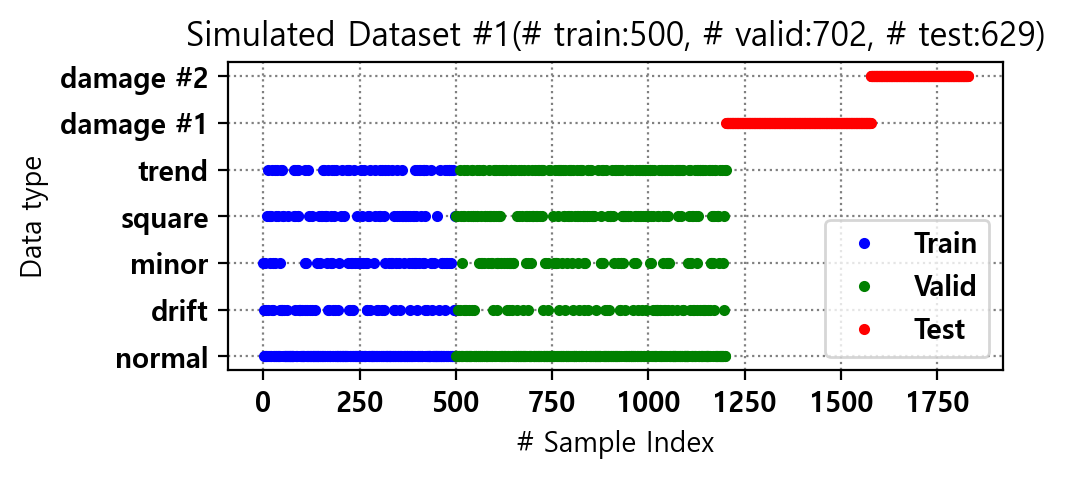 Simulated Dataset #1(# train:500, # valid:702, # test:629)
damage #2
damage #1
trend
square
minor
drift
normal
Data type
Train
Valid
Test
0 250 500 750 1000 1250 1500 1750
# Sample Index